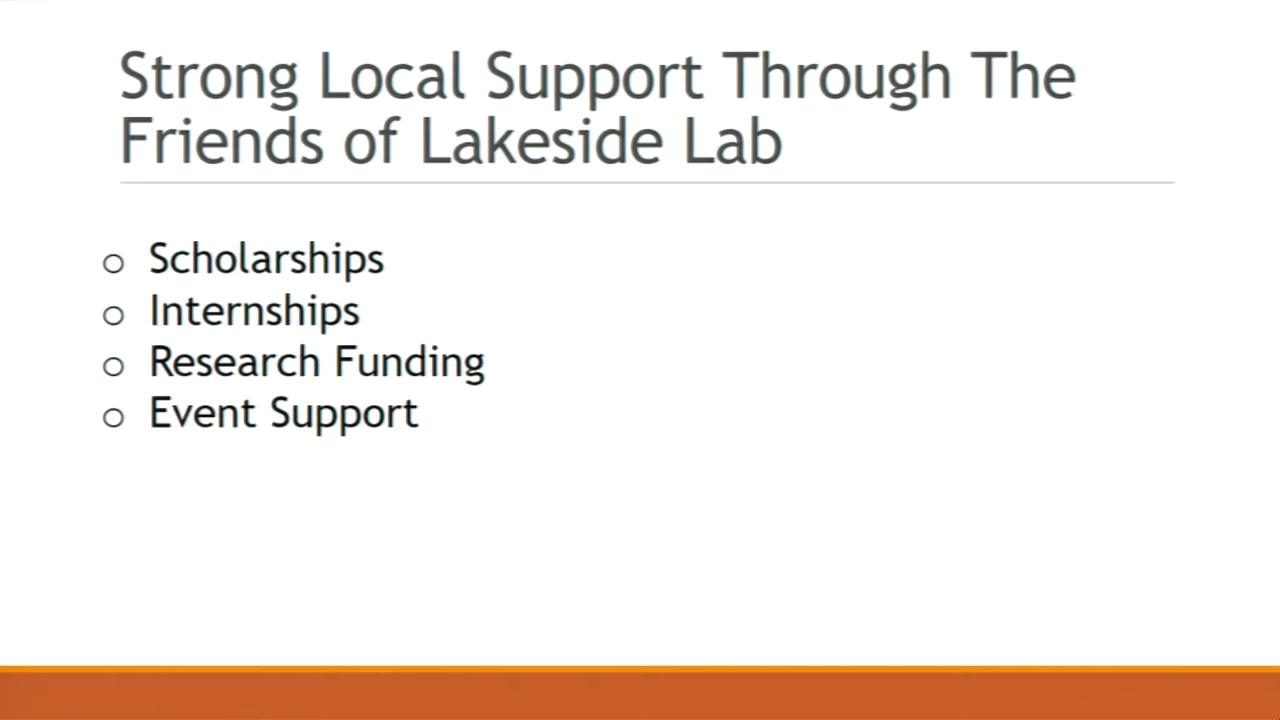 Strong Local Support Through The
Friends of Lakeside Lab
o Scholarships
o Internships
o Research Funding
o Event Support